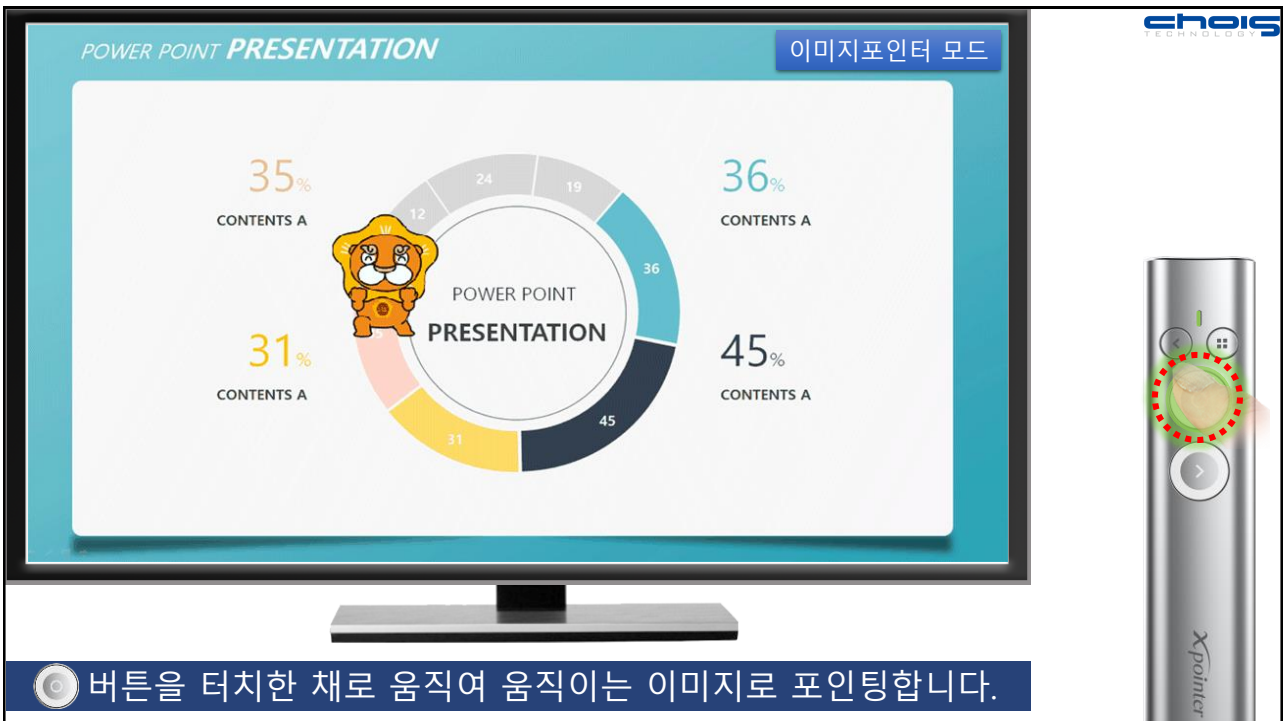 POWER POINT PRESENTATION
이미지포인터 모드
chois
TECHNOLOGY
35%
CONTENTS A
36%
CONTENTS A
24
19
12
36
POWER POINT
PRESENTATION
31%
CONTENTS A
45%
CONTENTS A
45
31
버튼을 터치한 채로 움직여 움직이는 이미지로 포인팅합니다.
Xpointer